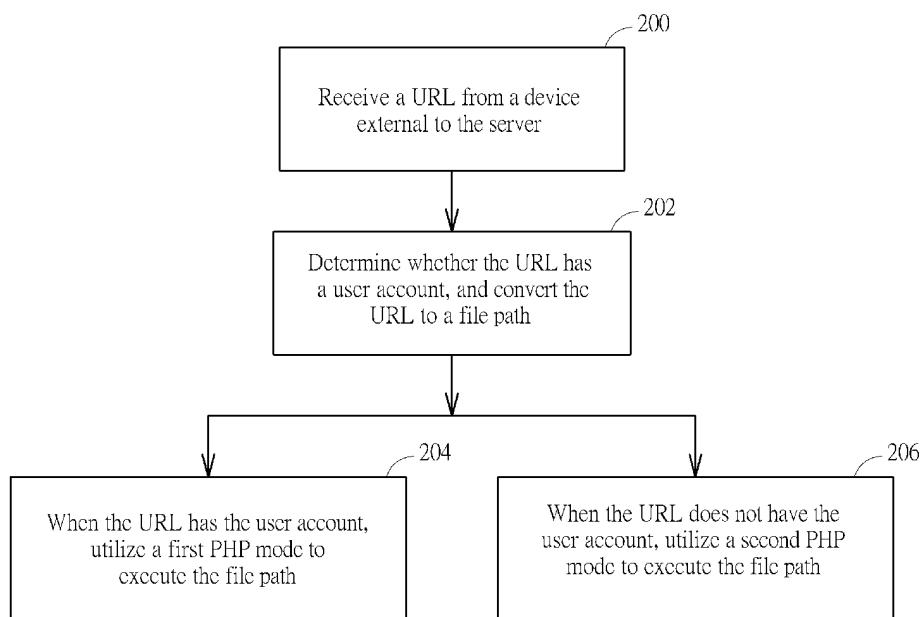 200
Receive a URL from a device
external to the server
202
Determine whether the URL has
a user account, and convert the
URL to a file path
204
When the URL has the user account,
utilize a first PHP mode to
execute the file path
206
When the URL does not have the
user account, utilize a second PHP
mode to execute the file path